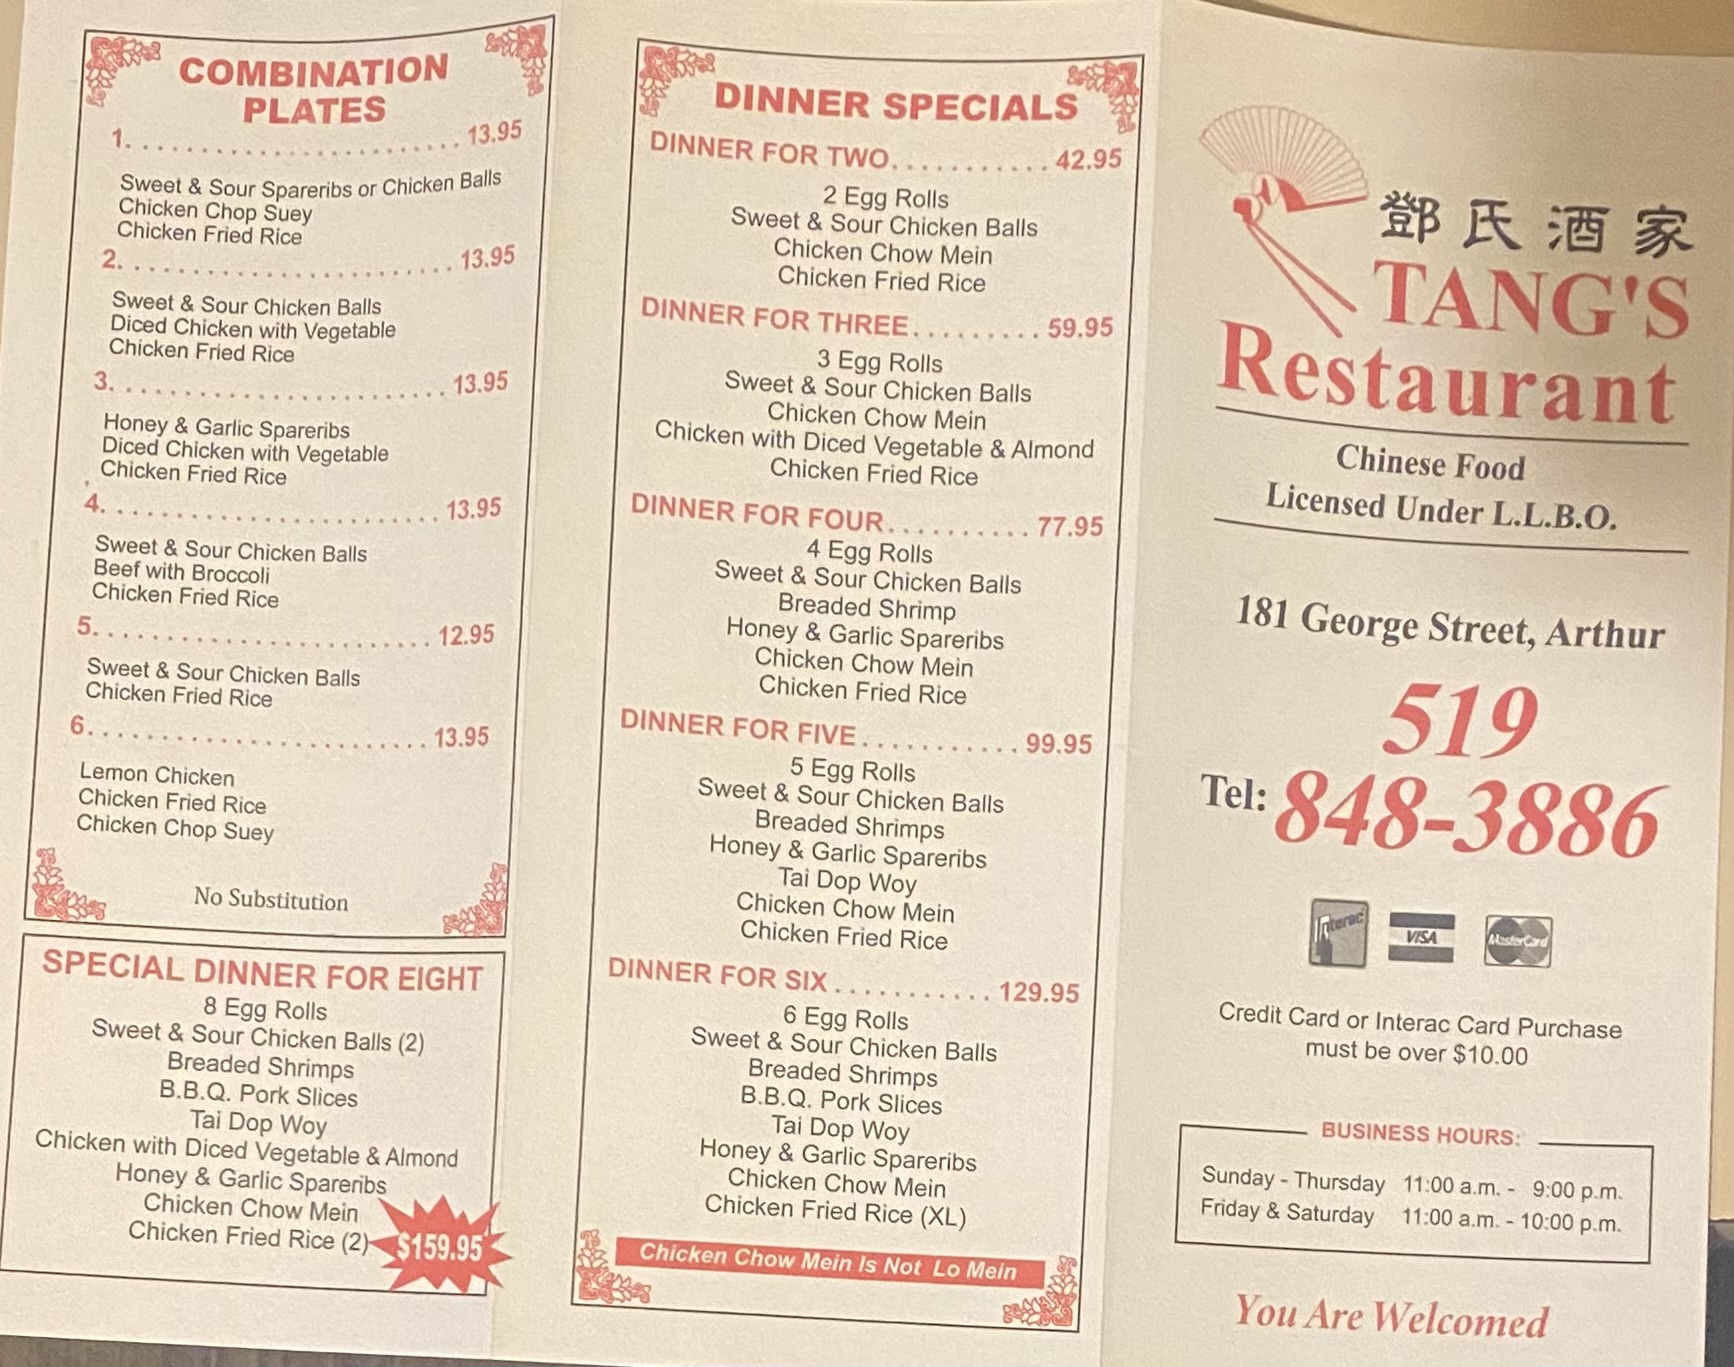 COMBINATION
PLATES
1. . . . . . . . . . . . . . . . . . . . . . . 13.95
Sweet & Sour Spareribs or Chicken Balls
Chicken Chop Suey
Chicken Fried Rice
2. . . . . . . . . . . . . . . . . . . . . . . 13.95
Sweet & Sour Chicken Balls
Diced Chicken with Vegetable
Chicken Fried Rice
3. . . . . . . . . . . . . . . . . . . . . . . 13.95
Honey & Garlic Spareribs
Diced Chicken with Vegetable
Chicken Fried Rice
4. . . . . . . . . . . . . . . . . . . . . . . 13.95
Sweet & Sour Chicken Balls
Beef with Broccoli
Chicken Fried Rice
5. . . . . . . . . . . . . . . . . . . . . . . 12.95
Sweet & Sour Chicken Balls
Chicken Fried Rice
6. . . . . . . . . . . . . . . . . . . . . . . 13.95
Lemon Chicken
Chicken Fried Rice
Chicken Chop Suey
No Substitution
SPECIAL DINNER FOR EIGHT
8 Egg Rolls
Sweet & Sour Chicken Balls (2)
Breaded Shrimps
B.B.Q. Pork Slices
Tai Dop Woy
Chicken with Diced Vegetable & Almond
Honey & Garlic Spareribs
Chicken Chow Mein
Chicken Fried Rice (2)
$159.95
DINNER SPECIALS
DINNER FOR TWO. . . . . . . . . . . 42.95
2 Egg Rolls
Sweet & Sour Chicken Balls
Chicken Chow Mein
Chicken Fried Rice
DINNER FOR THREE. . . . . . . . . 59.95
3 Egg Rolls
Sweet & Sour Chicken Balls
Chicken Chow Mein
Chicken with Diced Vegetable & Almond
Chicken Fried Rice
DINNER FOR FOUR. . . . . . . . . . 77.95
4 Egg Rolls
Sweet & Sour Chicken Balls
Breaded Shrimp
Honey & Garlic Spareribs
Chicken Chow Mein
Chicken Fried Rice
DINNER FOR FIVE. . . . . . . . . . . 99.95
5 Egg Rolls
Sweet & Sour Chicken Balls
Breaded Shrimps
Honey & Garlic Spareribs
Tai Dop Woy
Chicken Chow Mein
Chicken Fried Rice
DINNER FOR SIX . . . . . . . . . . . 129.95
6 Egg Rolls
Sweet & Sour Chicken Balls
Breaded Shrimps
B.B.Q. Pork Slices
Tai Dop Woy
Honey & Garlic Spareribs
Chicken Chow Mein
Chicken Fried Rice (XL)
Chicken Chow Mein Is Not Lo Mein
鄧氏酒家
TANG'S
Restaurant
Chinese Food
Licensed Under L.L.B.O.
181 George Street, Arthur
519
Tel: 848-3886
Interac VISA MasterCard
Credit Card or Interac Card Purchase
must be over $10.00
BUSINESS HOURS:
Sunday - Thursday 11:00 a.m. - 9:00 p.m.
Friday & Saturday 11:00 a.m. - 10:00 p.m.
You Are Welcomed